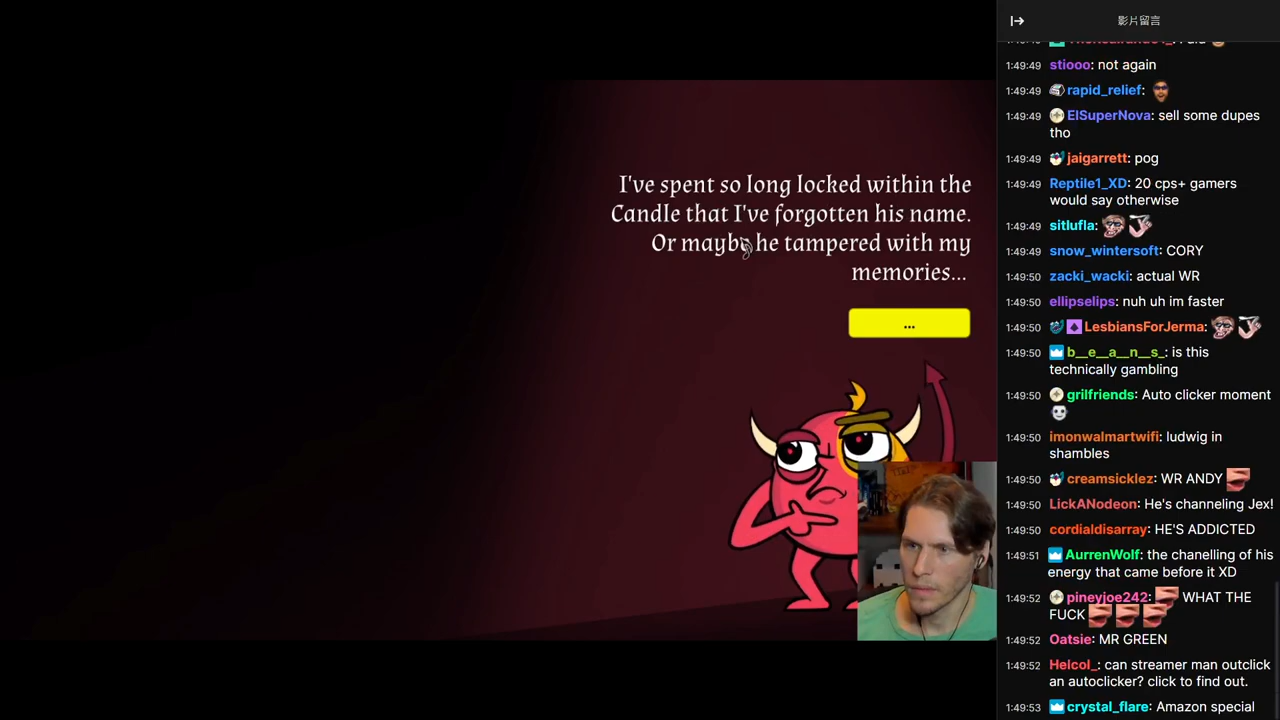 影片留言
1:49:49 stiooo: not again
1:49:49 rapid_relief:
1:49:49 ElSuperNova: sell some dupes
tho
1:49:49 jaigarrett: pog
1:49:49 Reptile1_XD: 20 cps+ gamers
would say otherwise
1:49:49 sitlufla:
1:49:49 snow_wintersoft: CORY
1:49:50 zacki_wacki: actual WR
1:49:50 ellipselips: nuh uh im faster
1:49:50 LesbiansForJerma:
1:49:50 b__e__a__n__s_: is this
technically gambling
1:49:50 grilfriends: Auto clicker moment
1:49:50 imonwalmartwifi: ludwig in
shambles
1:49:50 creamsicklez: WR ANDY
1:49:50 LickANodeon: He's channeling Jex!
1:49:50 cordialdisarray: HE'S ADDICTED
1:49:51 AurrenWolf: the chanelling of his
energy that came before it XD
1:49:52 pineyjoe242: WHAT THE
FUCK
1:49:52 Oatsie: MR GREEN
1:49:52 Helcol_: can streamer man outclick
an autoclicker? click to find out.
1:49:53 crystal_flare: Amazon special
I've spent so long locked within the
Candle that I've forgotten his name.
Or maybe he tampered with my
memories...
...